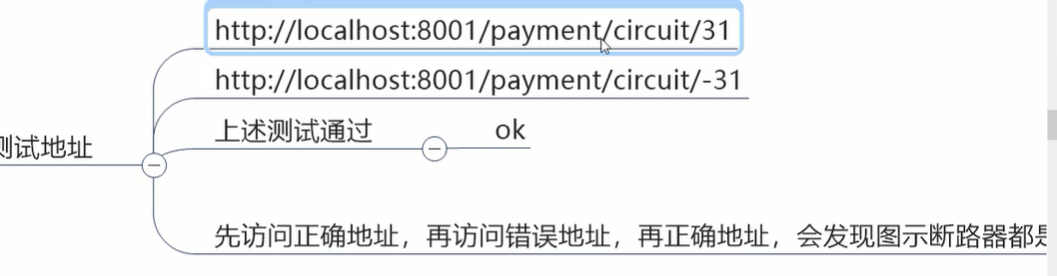 http://localhost:8001/payment/circuit/31
http://localhost:8001/payment/circuit/-31
上述测试通过 ok
测试地址
先访问正确地址，再访问错误地址，再正确地址，会发现图示断路器都是